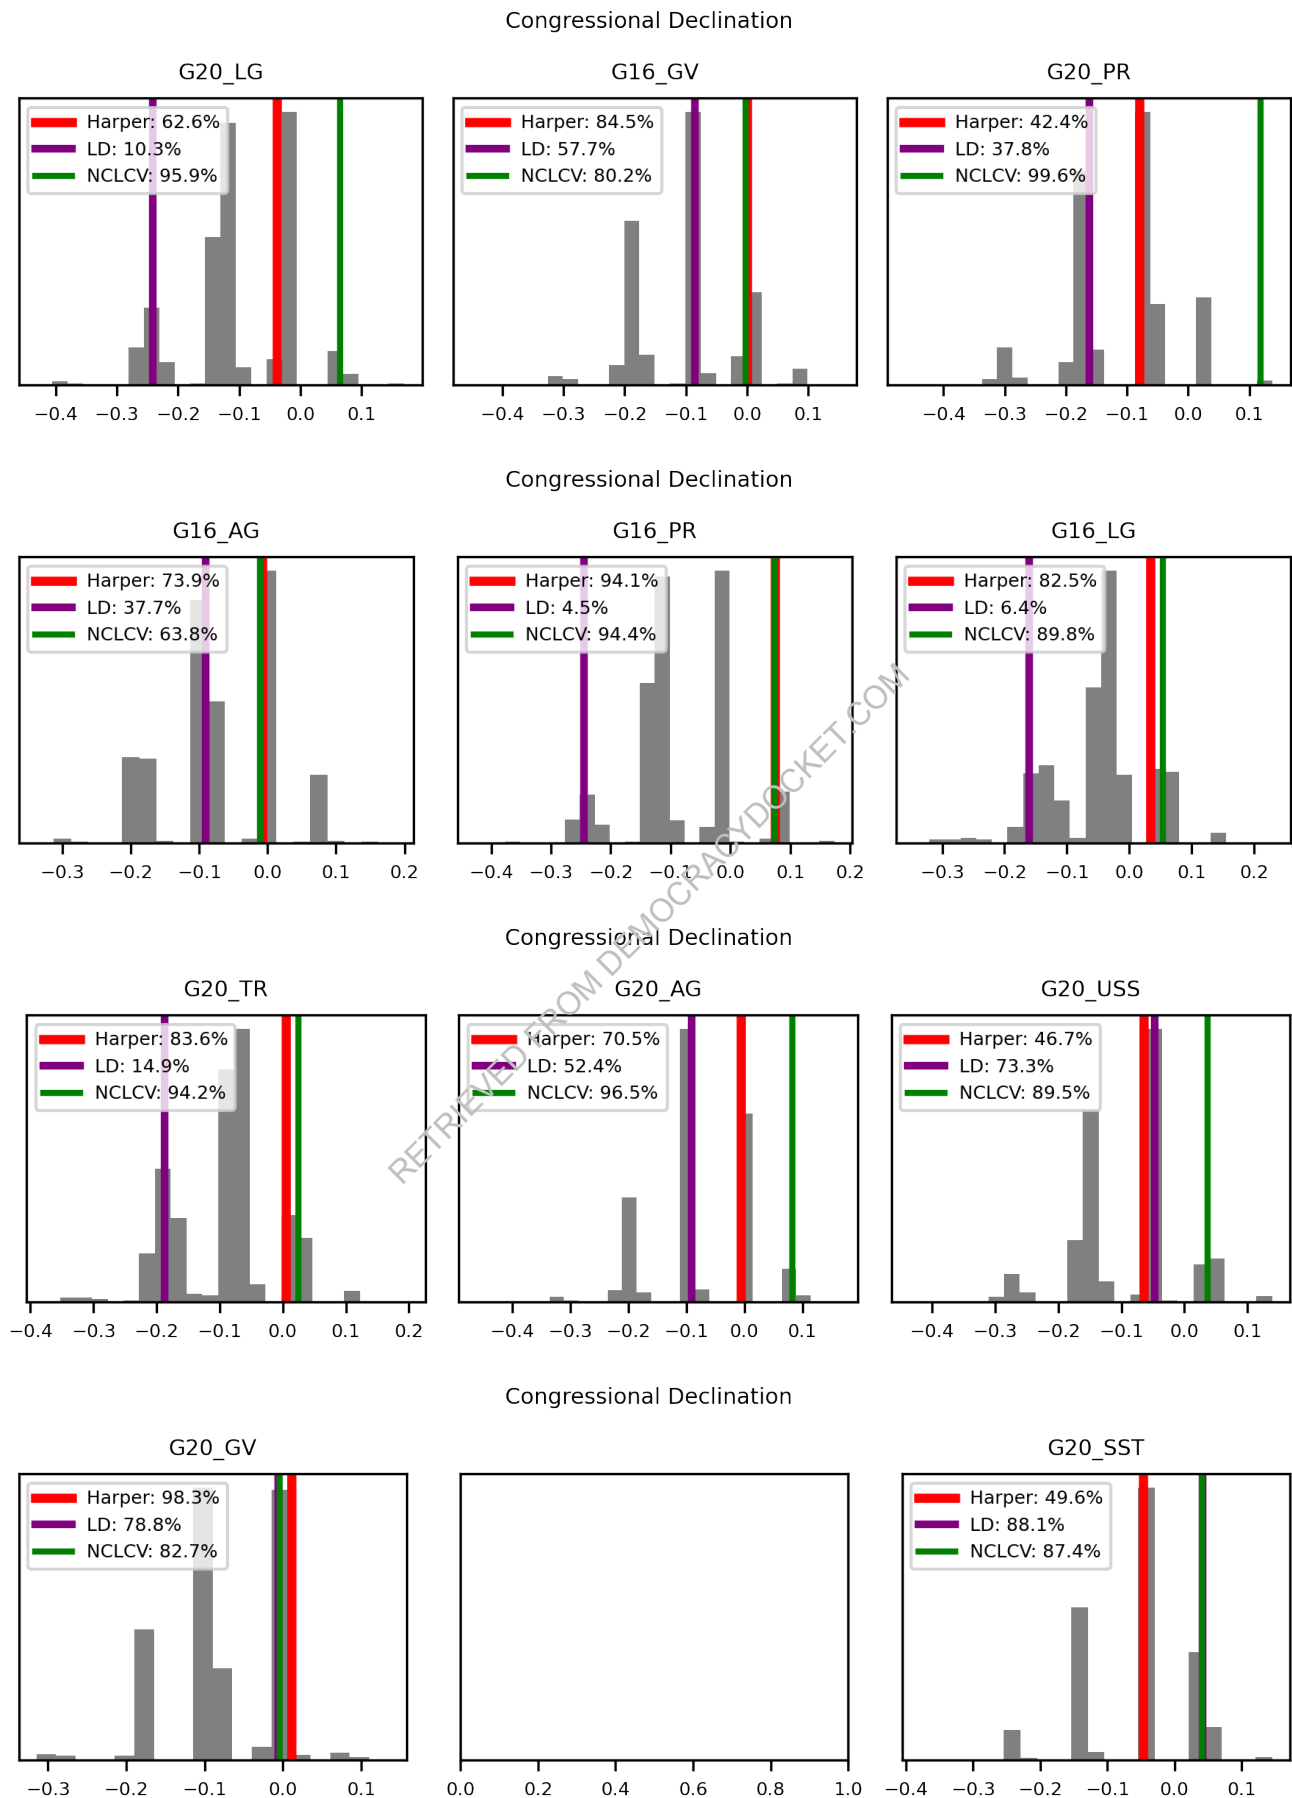 Congressional Declination
G20_LG
G16_GV
G20_PR
Harper: 62.6%
LD: 10.3%
NCLCV: 95.9%
Harper: 84.5%
LD: 57.7%
NCLCV: 80.2%
Harper: 42.4%
LD: 37.8%
NCLCV: 99.6%
−0.4 −0.3 −0.2 −0.1 0.0 0.1
−0.4 −0.3 −0.2 −0.1 0.0 0.1
−0.4 −0.3 −0.2 −0.1 0.0 0.1
Congressional Declination
G16_AG
G16_PR
G16_LG
Harper: 73.9%
LD: 37.7%
NCLCV: 63.8%
Harper: 94.1%
LD: 4.5%
NCLCV: 94.4%
Harper: 82.5%
LD: 6.4%
NCLCV: 89.8%
−0.3 −0.2 −0.1 0.0 0.1 0.2
−0.4 −0.3 −0.2 −0.1 0.0 0.1 0.2
−0.3 −0.2 −0.1 0.0 0.1 0.2
RETRIEVED FROM DEMOCRACYDOCKET.COM
Congressional Declination
G20_TR
G20_AG
G20_USS
Harper: 83.6%
LD: 14.9%
NCLCV: 94.2%
Harper: 70.5%
LD: 52.4%
NCLCV: 96.5%
Harper: 46.7%
LD: 73.3%
NCLCV: 89.5%
−0.4 −0.3 −0.2 −0.1 0.0 0.1 0.2
−0.4 −0.3 −0.2 −0.1 0.0 0.1
−0.4 −0.3 −0.2 −0.1 0.0 0.1
Congressional Declination
G20_GV
G20_SST
Harper: 98.3%
LD: 78.8%
NCLCV: 82.7%
Harper: 49.6%
LD: 88.1%
NCLCV: 87.4%
−0.3 −0.2 −0.1 0.0 0.1
0.0 0.2 0.4 0.6 0.8 1.0
−0.4 −0.3 −0.2 −0.1 0.0 0.1